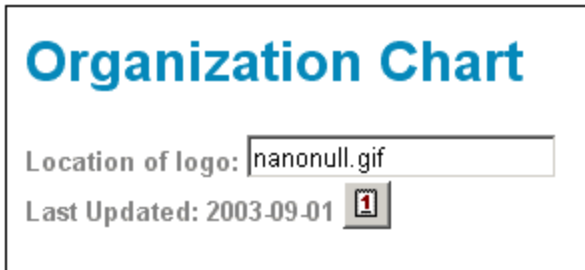 Organization Chart
Location of logo: nanonull.gif
Last Updated: 2003-09-01 1